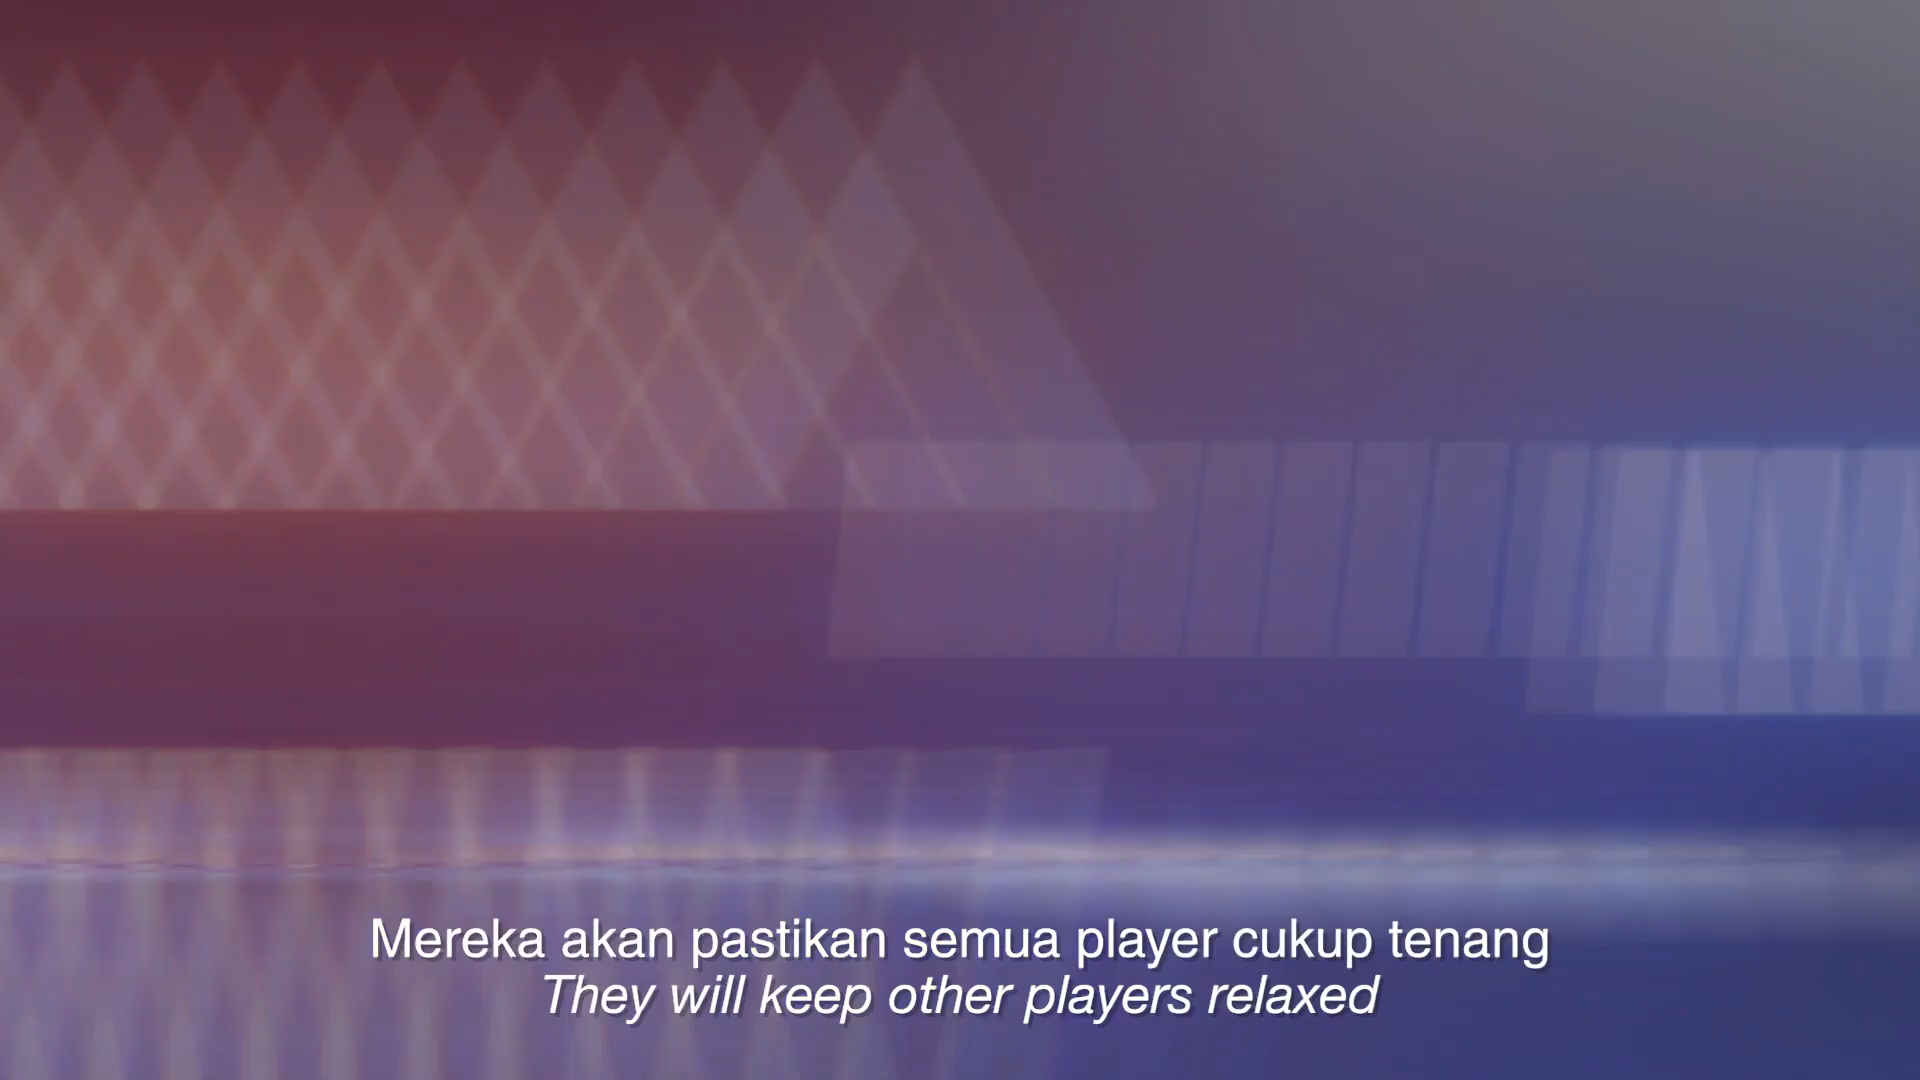 Mereka akan pastikan semua player cukup tenang
They will keep other players relaxed